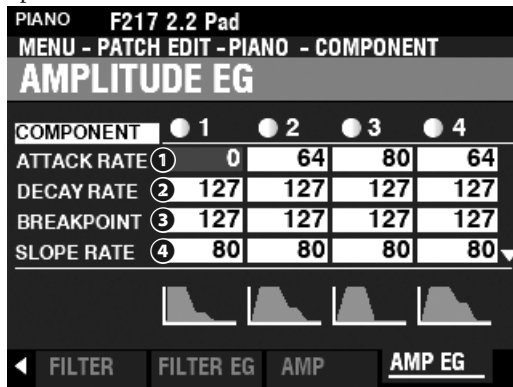 PIANO F217 2.2 Pad
MENU - PATCH EDIT - PIANO - COMPONENT
AMPLITUDE EG
COMPONENT 1 2 3 4
ATTACK RATE 1 0 64 80 64
DECAY RATE 2 127 127 127 127
BREAKPOINT 3 127 127 127 127
SLOPE RATE 4 80 80 80 80
FILTER FILTER EG AMP AMP EG